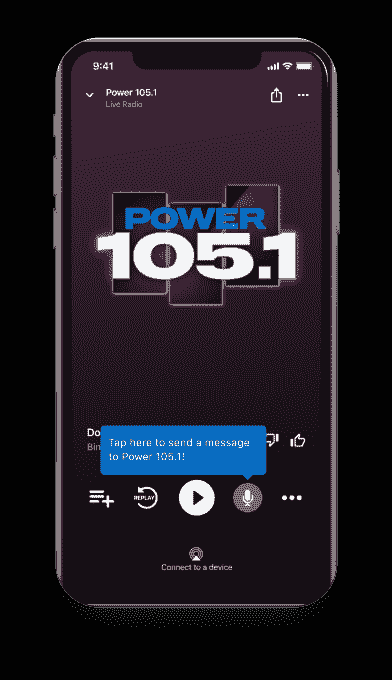 9:41
Power 105.1
Live Radio
POWER
105.1
Do
Bin
Tap here to send a message
to Power 105.1!
REPLAY
Connect to a device